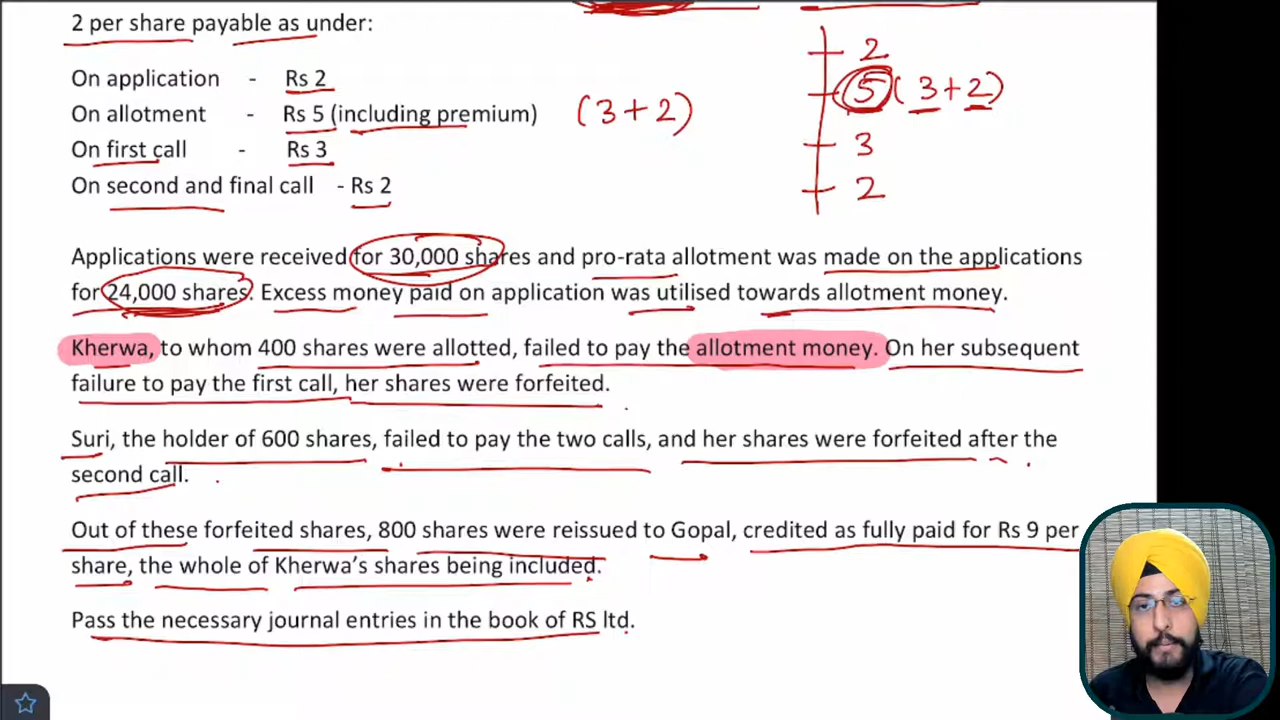 2 per share payable as under:
2
On application - Rs 2
5 (3+2)
On allotment - Rs 5 (including premium) (3+2)
On first call - Rs 3
3
On second and final call - Rs 2
2
Applications were received for 30,000 shares and pro-rata allotment was made on the applications
for 24,000 shares. Excess money paid on application was utilised towards allotment money.
Kherwa, to whom 400 shares were allotted, failed to pay the allotment money. On her subsequent
failure to pay the first call, her shares were forfeited.
Suri, the holder of 600 shares, failed to pay the two calls, and her shares were forfeited after the
second call.
Out of these forfeited shares, 800 shares were reissued to Gopal, credited as fully paid for Rs 9 per
share, the whole of Kherwa's shares being included.
Pass the necessary journal entries in the book of RS ltd.